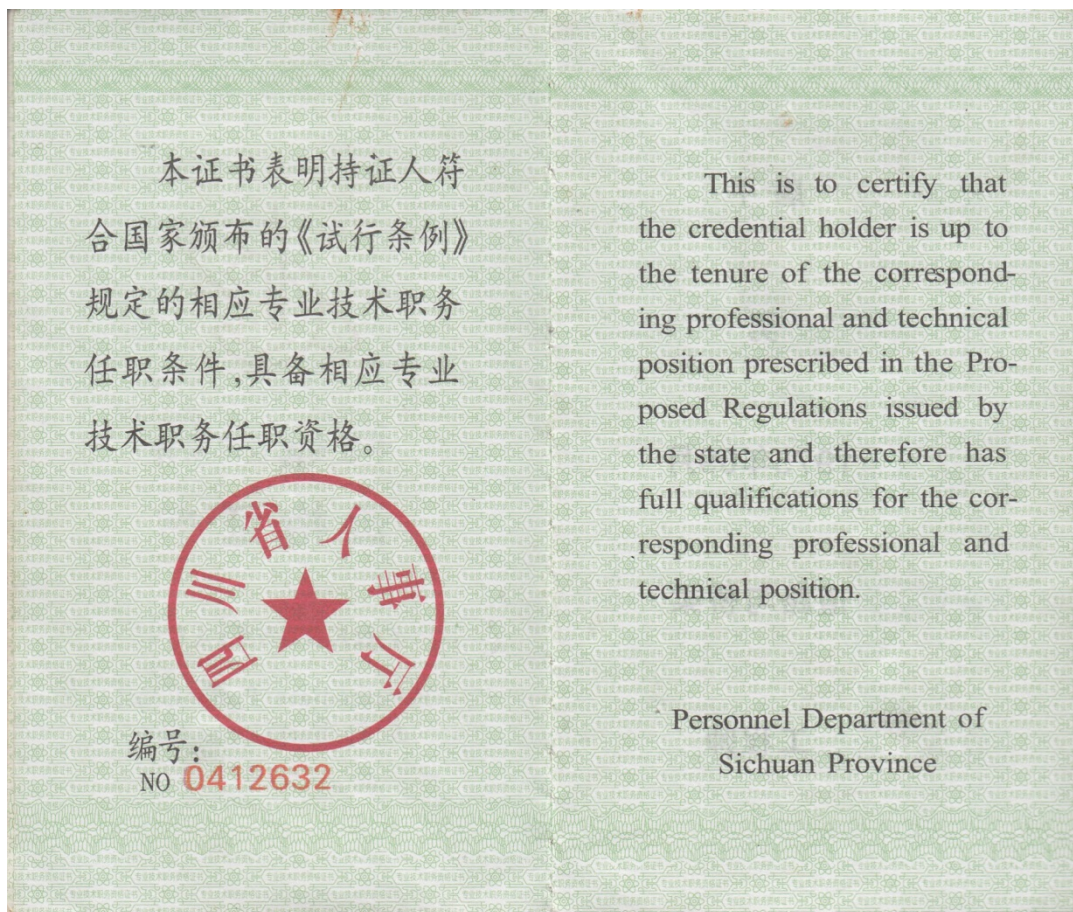 本证书表明持证人符
合国家颁布的《试行条例》
规定的相应专业技术职务
任职条件,具备相应专业
技术职务任职资格。
四川省人事厅
编号:
NO 0412632
This is to certify that
the credential holder is up to
the tenure of the correspond-
ing professional and technical
position prescribed in the Pro-
posed Regulations issued by
the state and therefore has
full qualifications for the cor-
responding professional and
technical position.
Personnel Department of
Sichuan Province